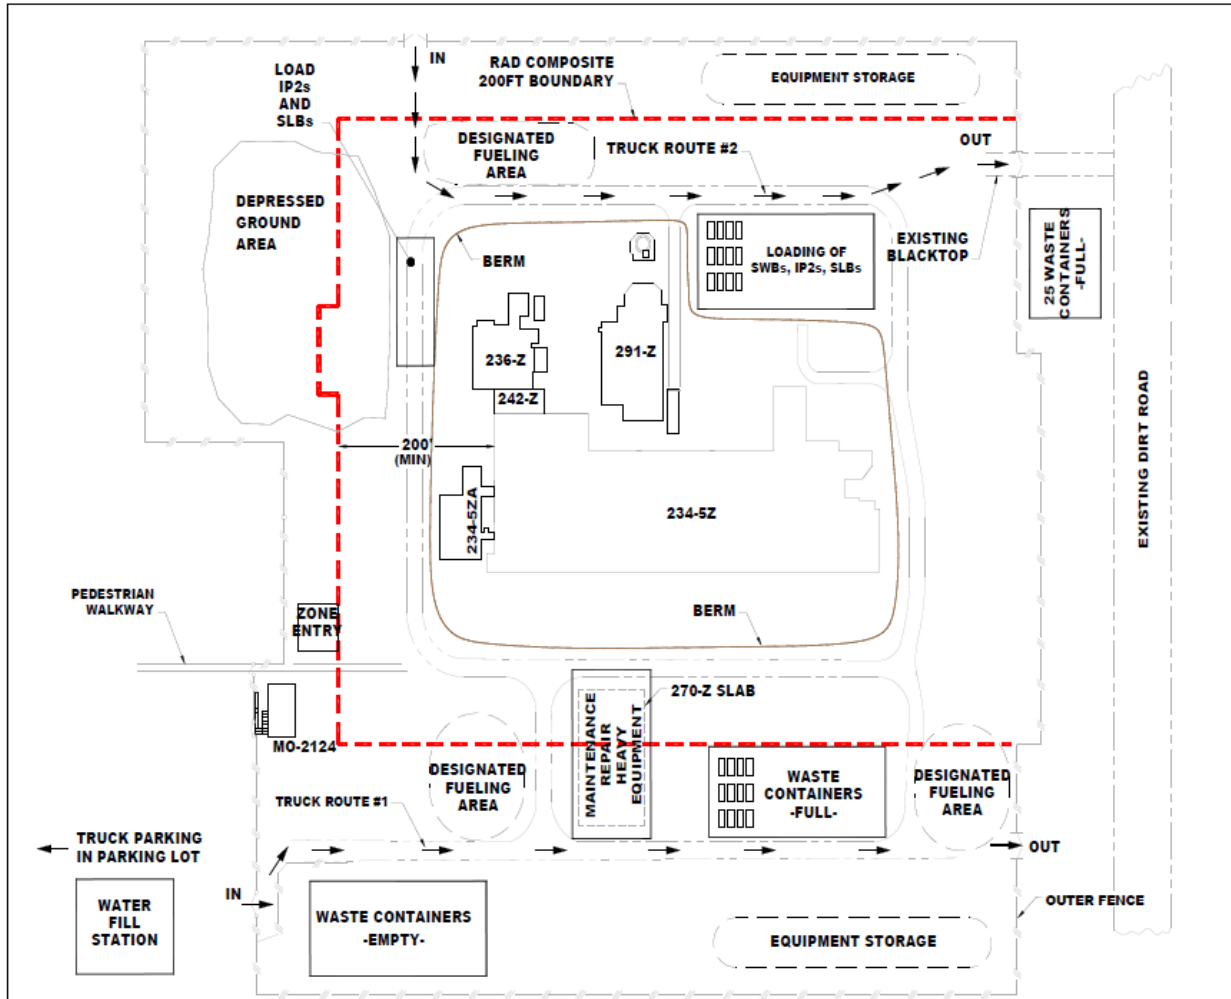 IN
RAD COMPOSITE
200FT BOUNDARY
EQUIPMENT STORAGE
LOAD
IP2s
AND
SLBs
DESIGNATED
FUELING
AREA
TRUCK ROUTE #2
OUT
DEPRESSED
GROUND
AREA
BERM
LOADING OF
SWBs, IP2s, SLBs
EXISTING
BLACKTOP
25 WASTE
CONTAINERS
-FULL-
236-Z
291-Z
242-Z
200'
(MIN)
234-5ZA
234-5Z
EXISTING DIRT ROAD
PEDESTRIAN
WALKWAY
ZONE
ENTRY
BERM
270-Z SLAB
MAINTENANCE
REPAIR
HEAVY
EQUIPMENT
MO-2124
DESIGNATED
FUELING
AREA
WASTE
CONTAINERS
-FULL-
DESIGNATED
FUELING
AREA
TRUCK ROUTE #1
TRUCK PARKING
IN PARKING LOT
OUT
IN
WATER
FILL
STATION
WASTE CONTAINERS
-EMPTY-
EQUIPMENT STORAGE
OUTER FENCE